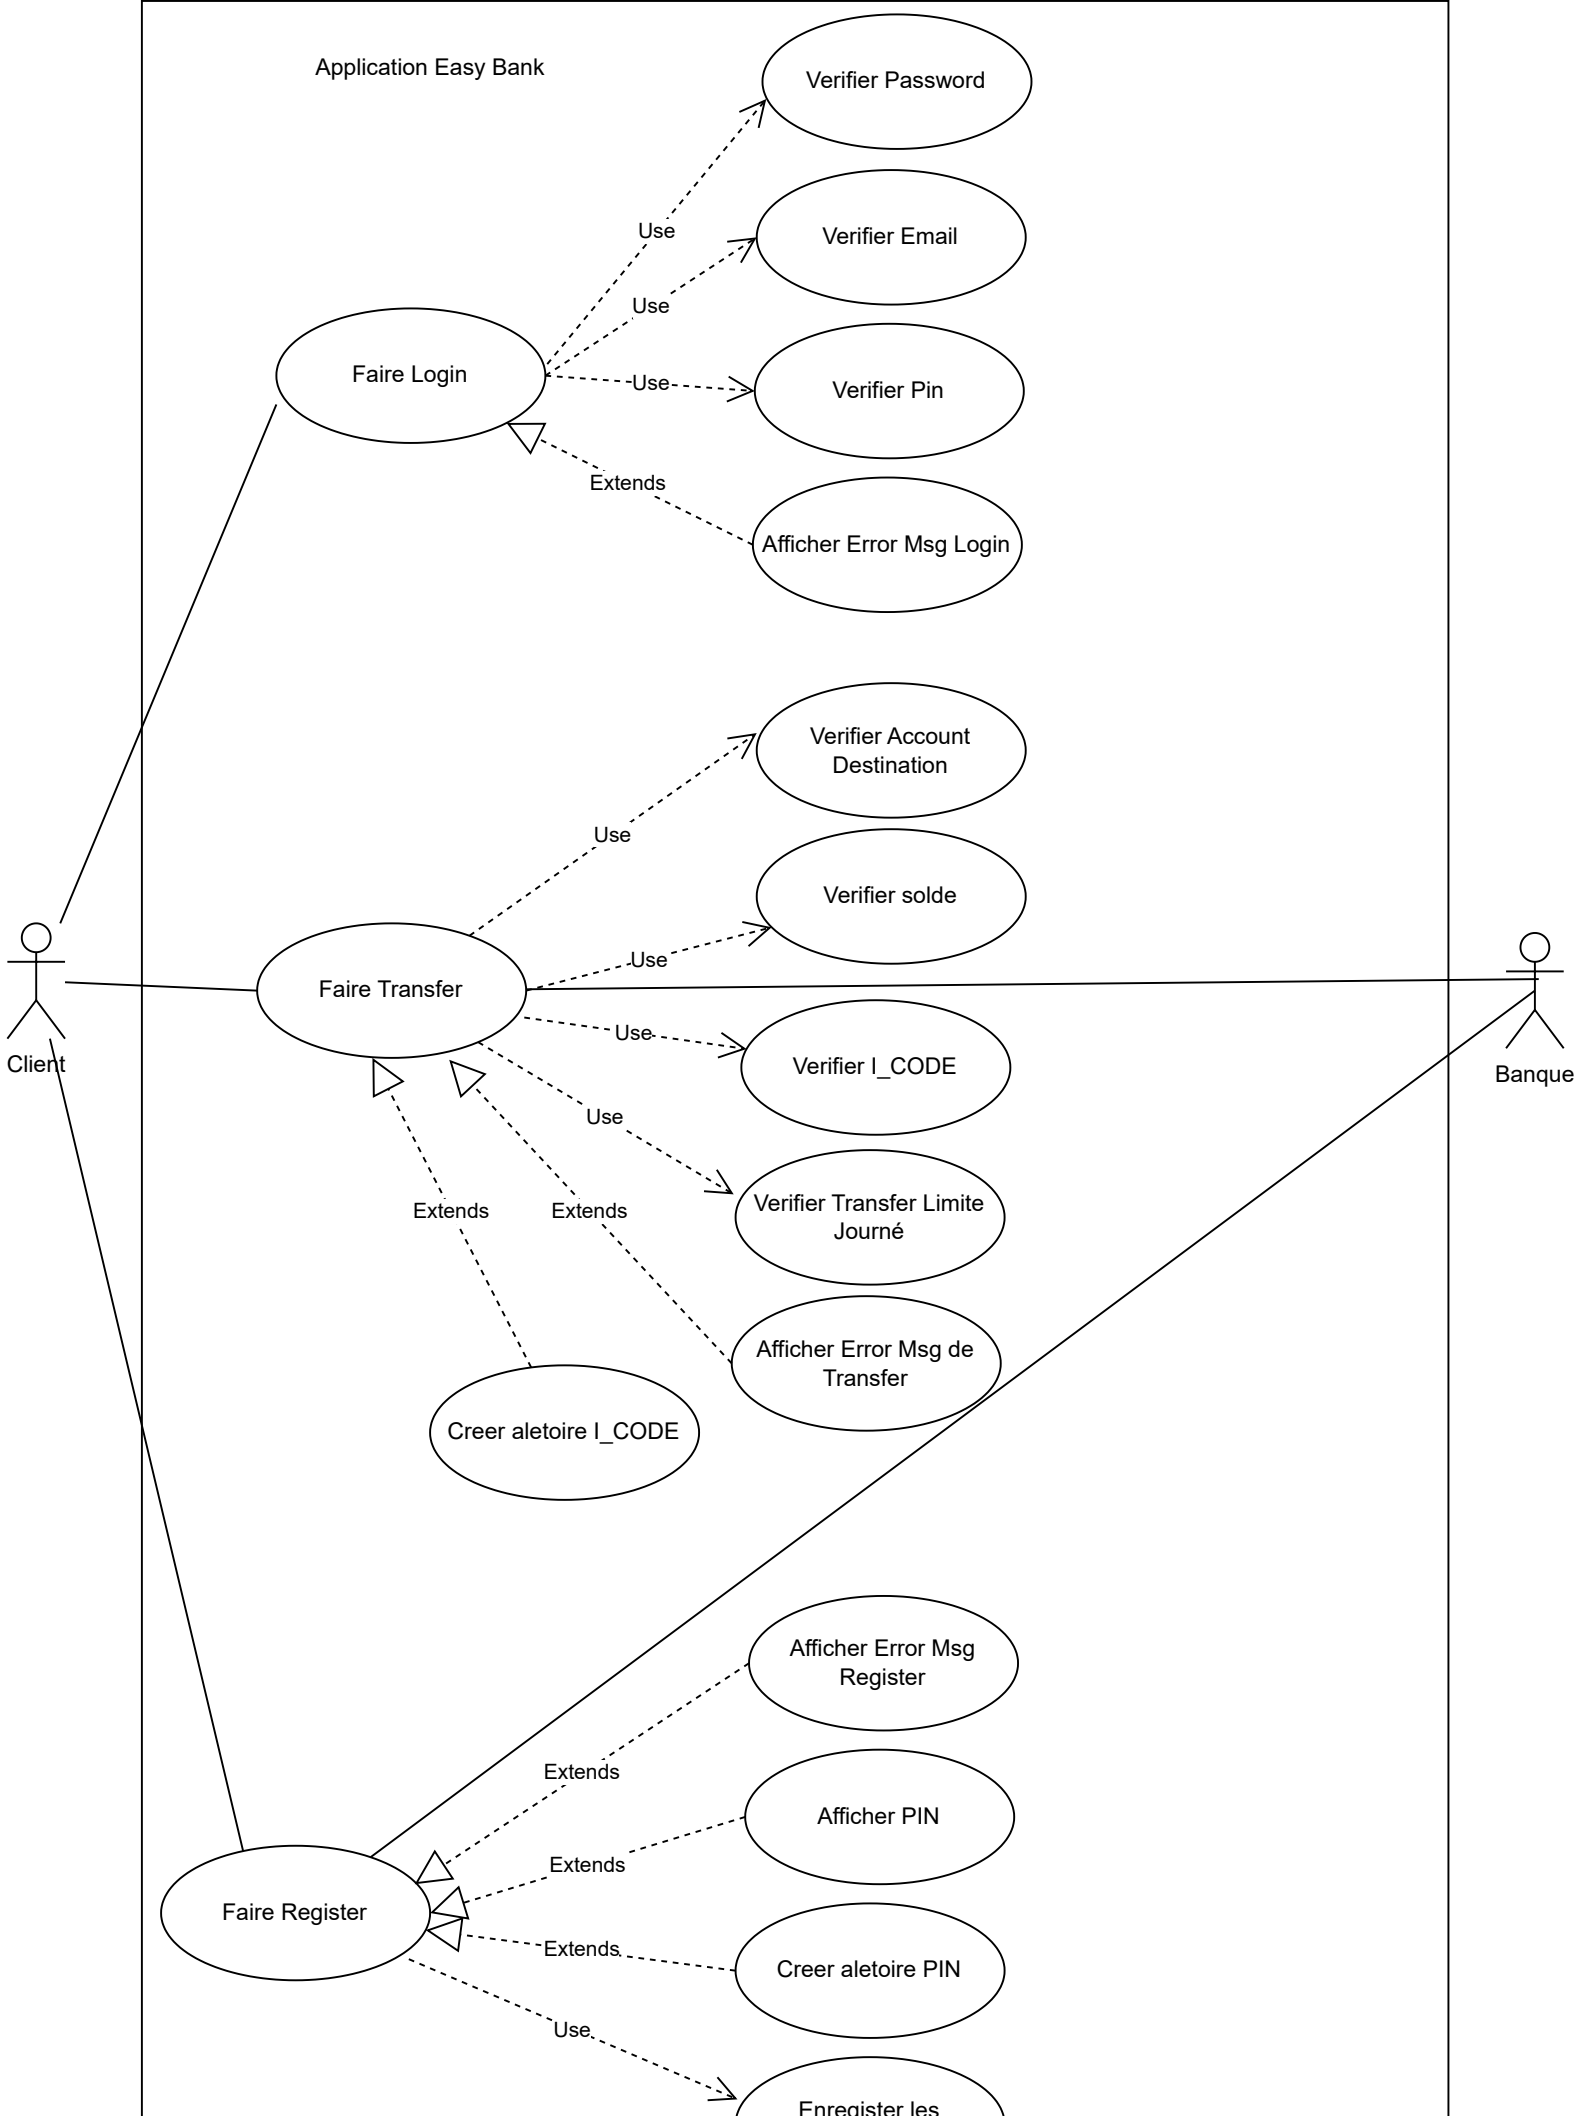 Application Easy Bank
Verifier Password
Use
Verifier Email
Use
Faire Login
Use
Verifier Pin
Extends
Afficher Error Msg Login
Verifier Account
Destination
Use
Verifier solde
Use
Faire Transfer
Use
Client
Banque
Verifier I_CODE
Use
Verifier Transfer Limite
Journé
Extends
Extends
Afficher Error Msg de
Transfer
Creer aletoire I_CODE
Afficher Error Msg
Register
Extends
Afficher PIN
Extends
Faire Register
Extends
Creer aletoire PIN
Use
Enregister les